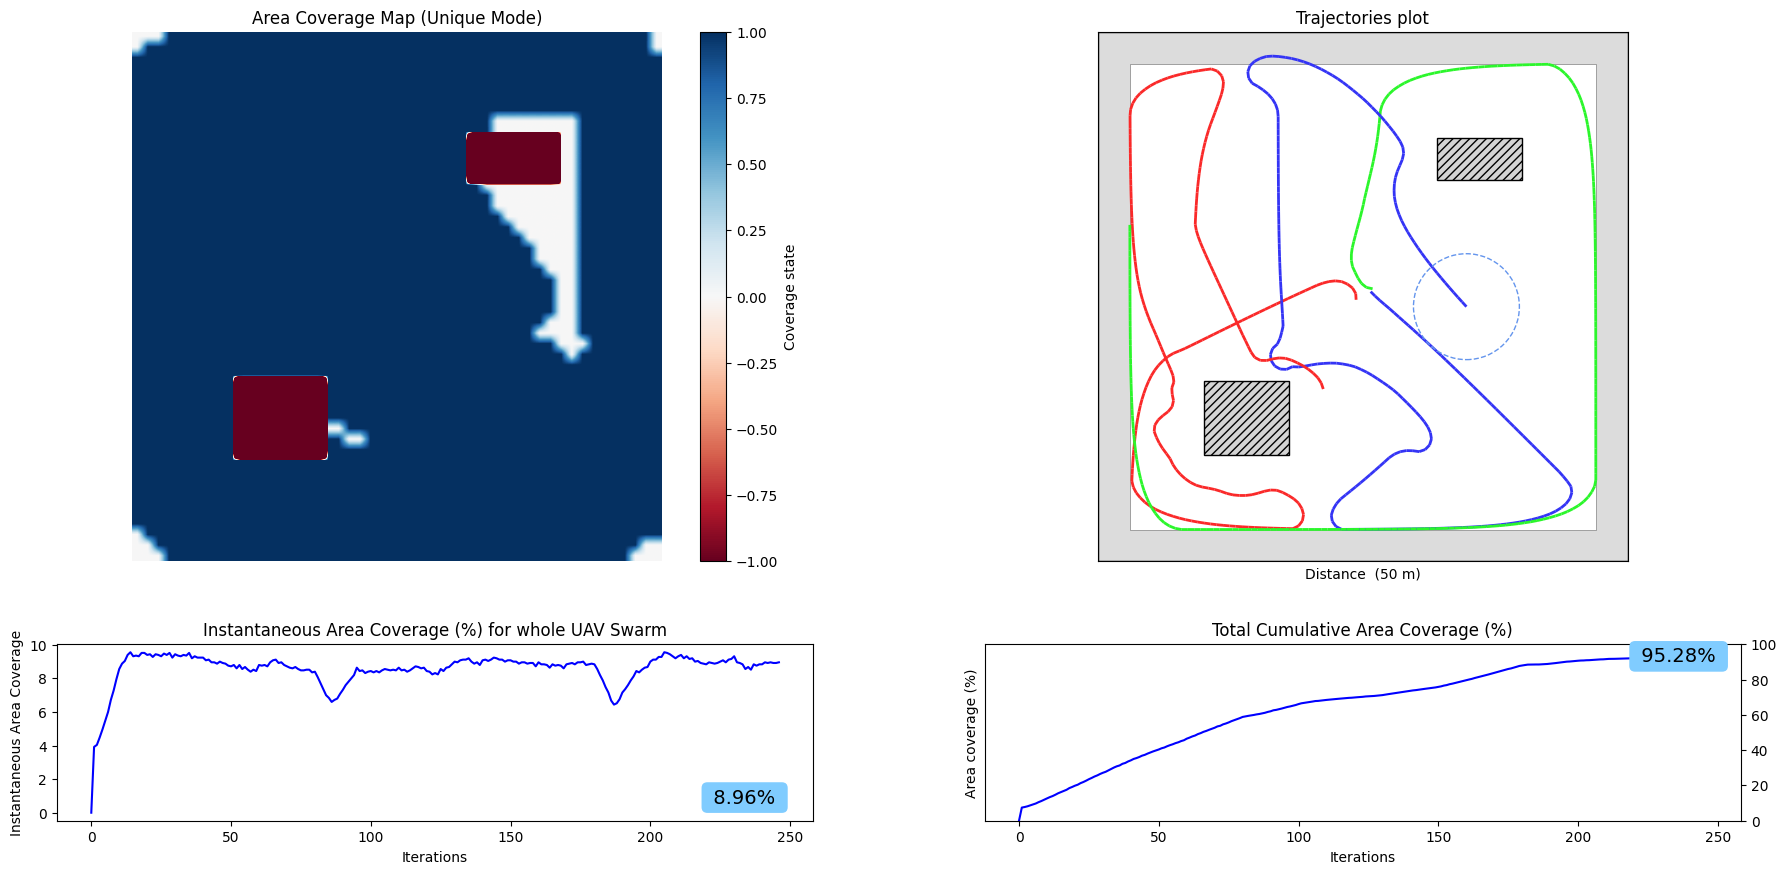 Area Coverage Map (Unique Mode)
1.00
0.75
0.50
0.25
0.00
−0.25
−0.50
−0.75
−1.00
Coverage state
Trajectories plot
Distance  (50 m)
Instantaneous Area Coverage (%) for whole UAV Swarm
Instantaneous Area Coverage
10
8
6
4
2
0
8.96%
0 50 100 150 200 250
Iterations
Total Cumulative Area Coverage (%)
Area coverage (%)
95.28%
100
80
60
40
20
0
0 50 100 150 200 250
Iterations